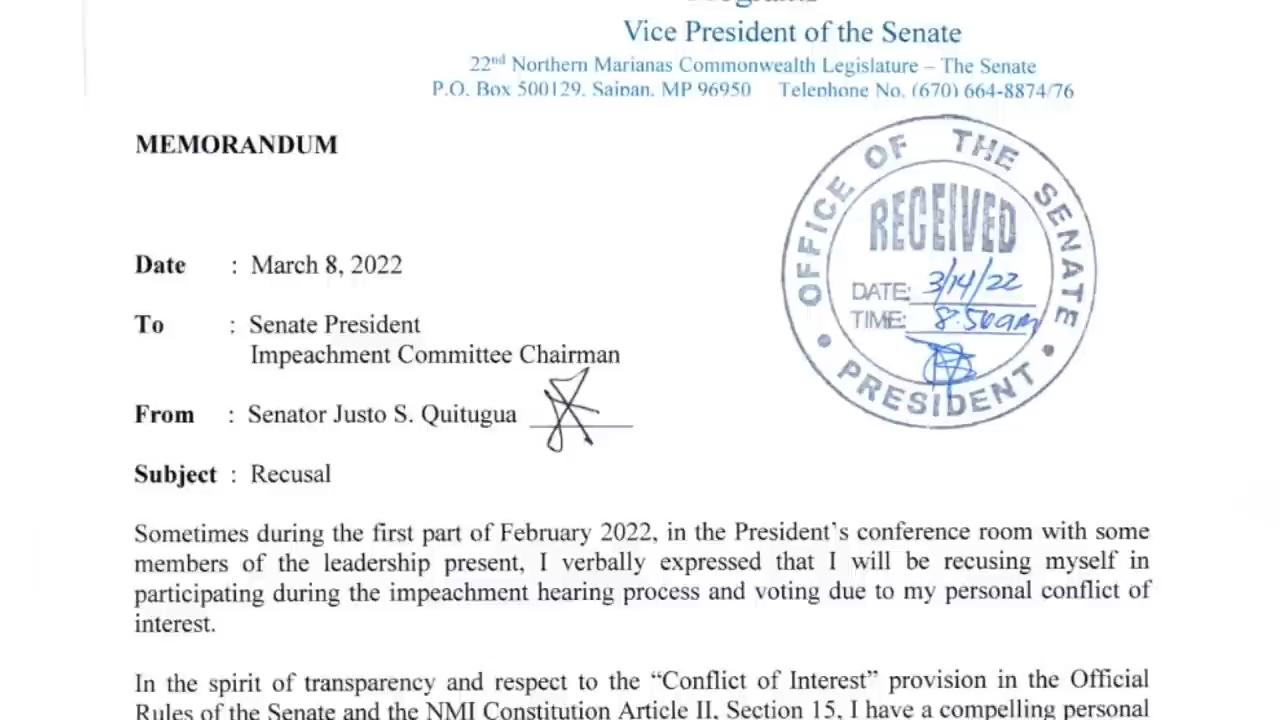 Vice President of the Senate
22nd Northern Marianas Commonwealth Legislature – The Senate
P.O. Box 500129, Saipan, MP 96950 Telephone No. (670) 664-8874/76
MEMORANDUM
OFFICE OF THE SENATE PRESIDENT
RECEIVED
DATE: 3/14/22
TIME: 8:50am
Date : March 8, 2022
To : Senate President
Impeachment Committee Chairman
From : Senator Justo S. Quitugua
Subject : Recusal
Sometimes during the first part of February 2022, in the President’s conference room with some
members of the leadership present, I verbally expressed that I will be recusing myself in
participating during the impeachment hearing process and voting due to my personal conflict of
interest.
In the spirit of transparency and respect to the “Conflict of Interest” provision in the Official
Rules of the Senate and the NMI Constitution Article II, Section 15, I have a compelling personal